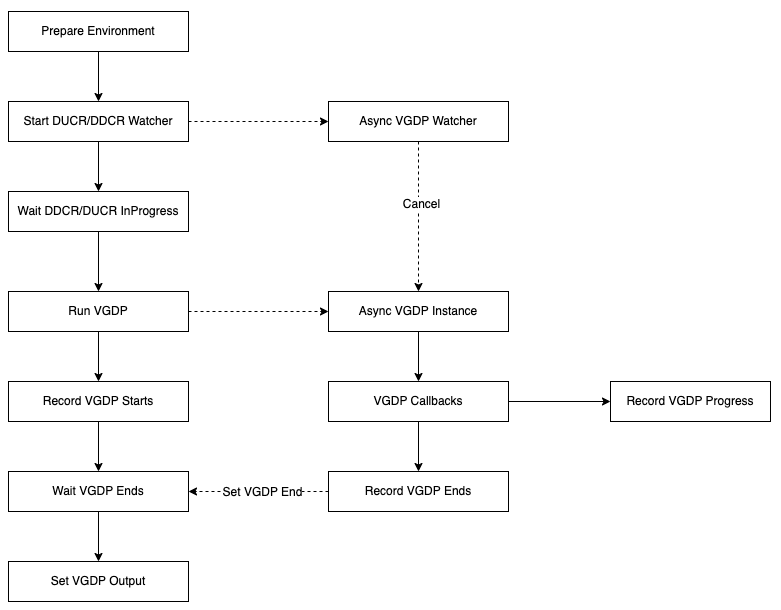 Prepare Environment
Start DUCR/DDCR Watcher
Async VGDP Watcher
Wait DDCR/DUCR InProgress
Cancel
Run VGDP
Async VGDP Instance
Record VGDP Starts
VGDP Callbacks
Record VGDP Progress
Wait VGDP Ends
Set VGDP End
Record VGDP Ends
Set VGDP Output